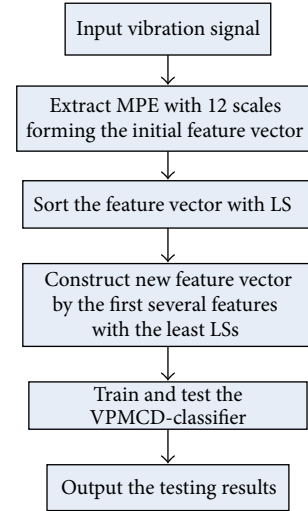 Input vibration signal
Extract MPE with 12 scales
forming the initial feature vector
Sort the feature vector with LS
Construct new feature vector
by the first several features
with the least LSs
Train and test the
VPMCD-classifier
Output the testing results